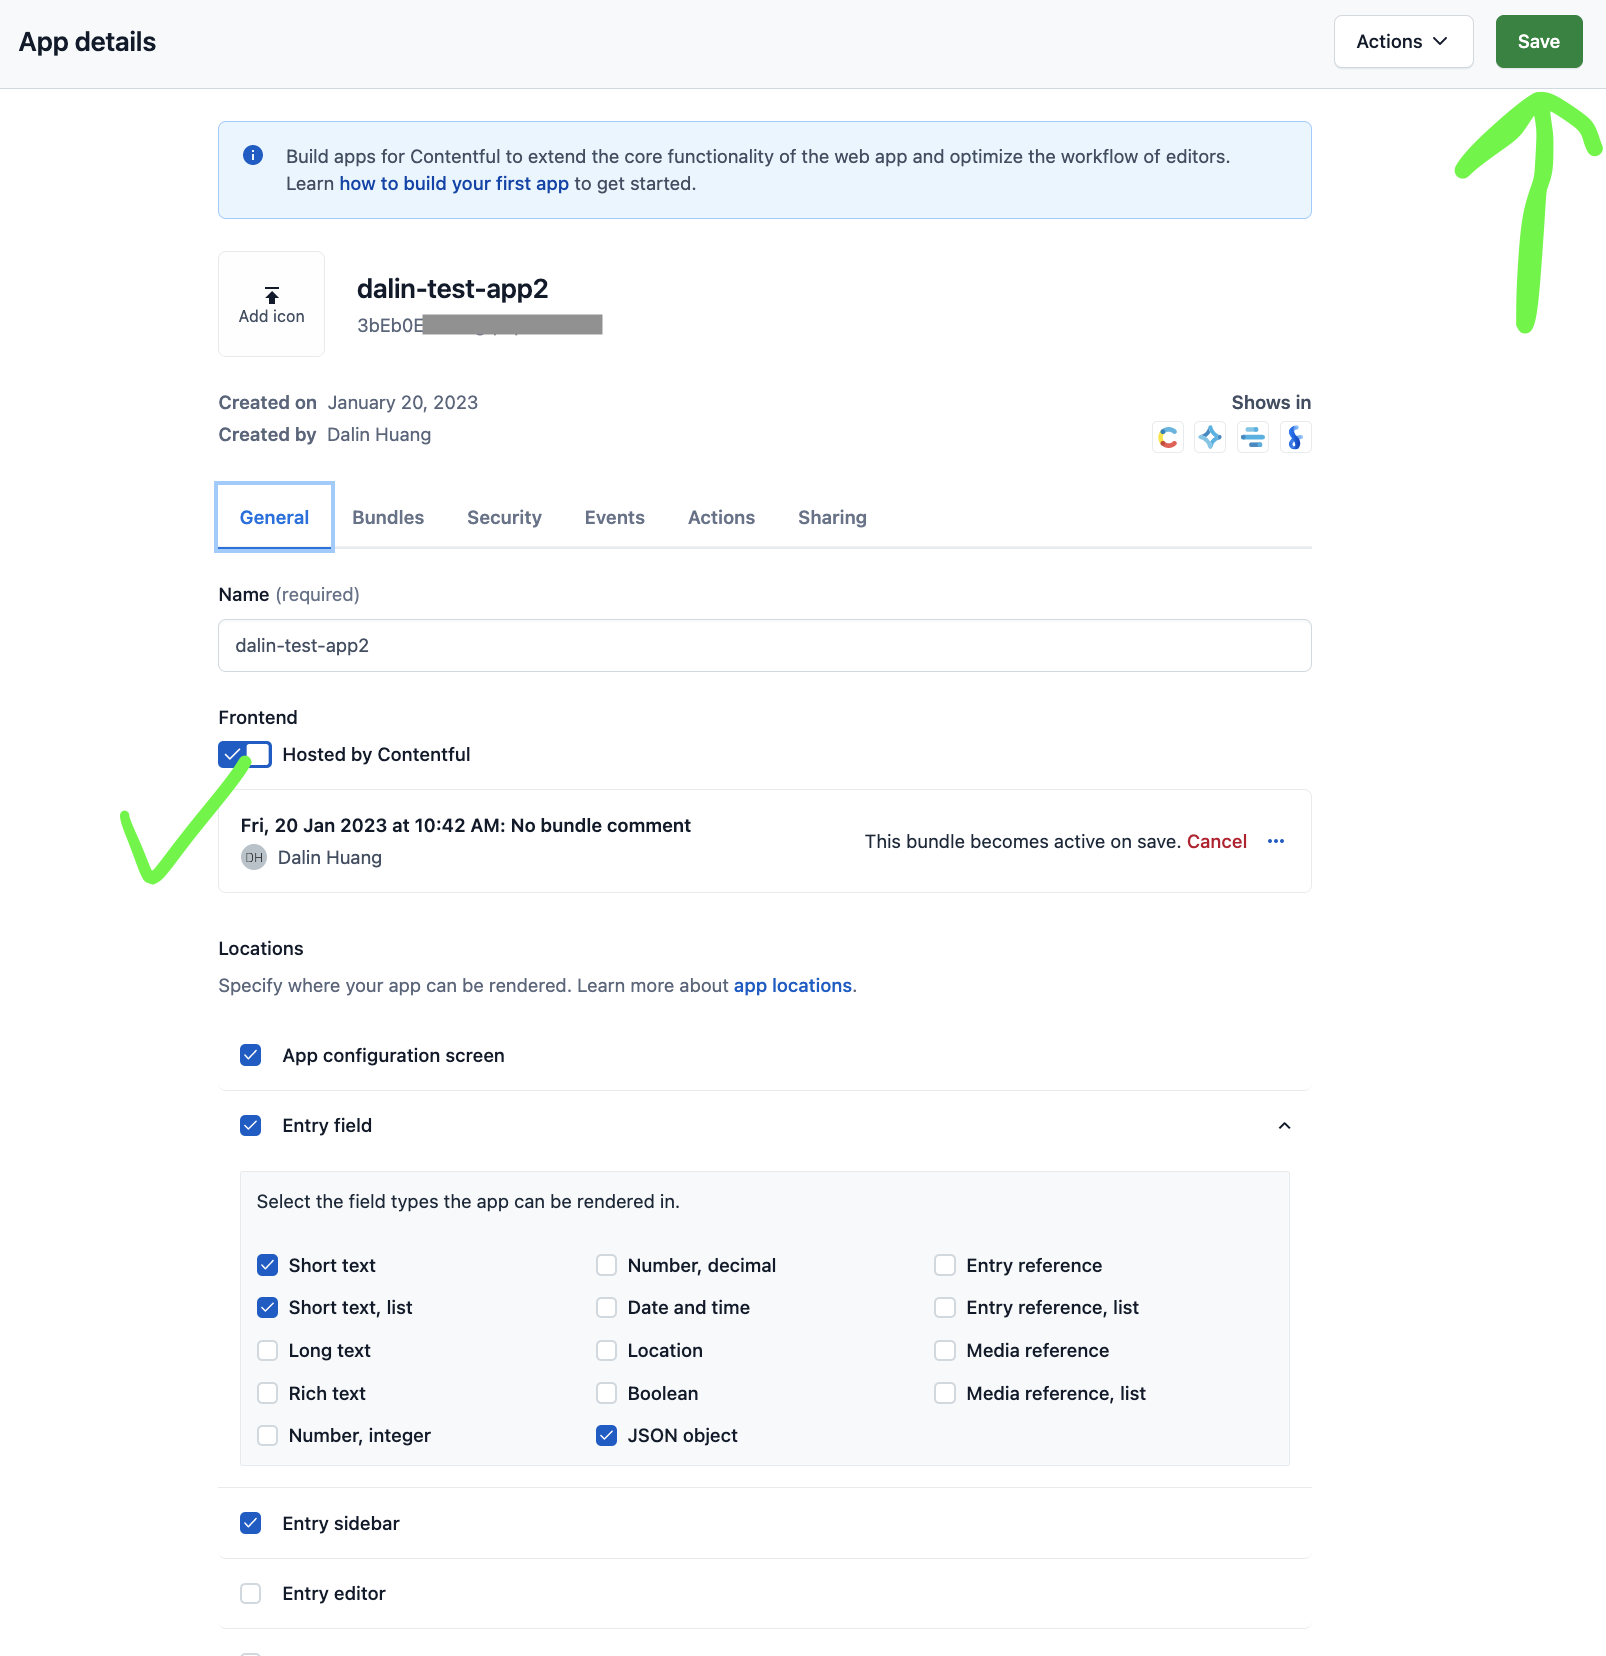 App details
Actions
Save
Build apps for Contentful to extend the core functionality of the web app and optimize the workflow of editors.
Learn how to build your first app to get started.
Add icon
dalin-test-app2
3bEb0E
Created on January 20, 2023
Shows in
Created by Dalin Huang
General Bundles Security Events Actions Sharing
Name (required)
dalin-test-app2
Frontend
Hosted by Contentful
Fri, 20 Jan 2023 at 10:42 AM: No bundle comment
DH Dalin Huang
This bundle becomes active on save. Cancel
Locations
Specify where your app can be rendered. Learn more about app locations.
App configuration screen
Entry field
Select the field types the app can be rendered in.
Short text Number, decimal Entry reference
Short text, list Date and time Entry reference, list
Long text Location Media reference
Rich text Boolean Media reference, list
Number, integer JSON object
Entry sidebar
Entry editor